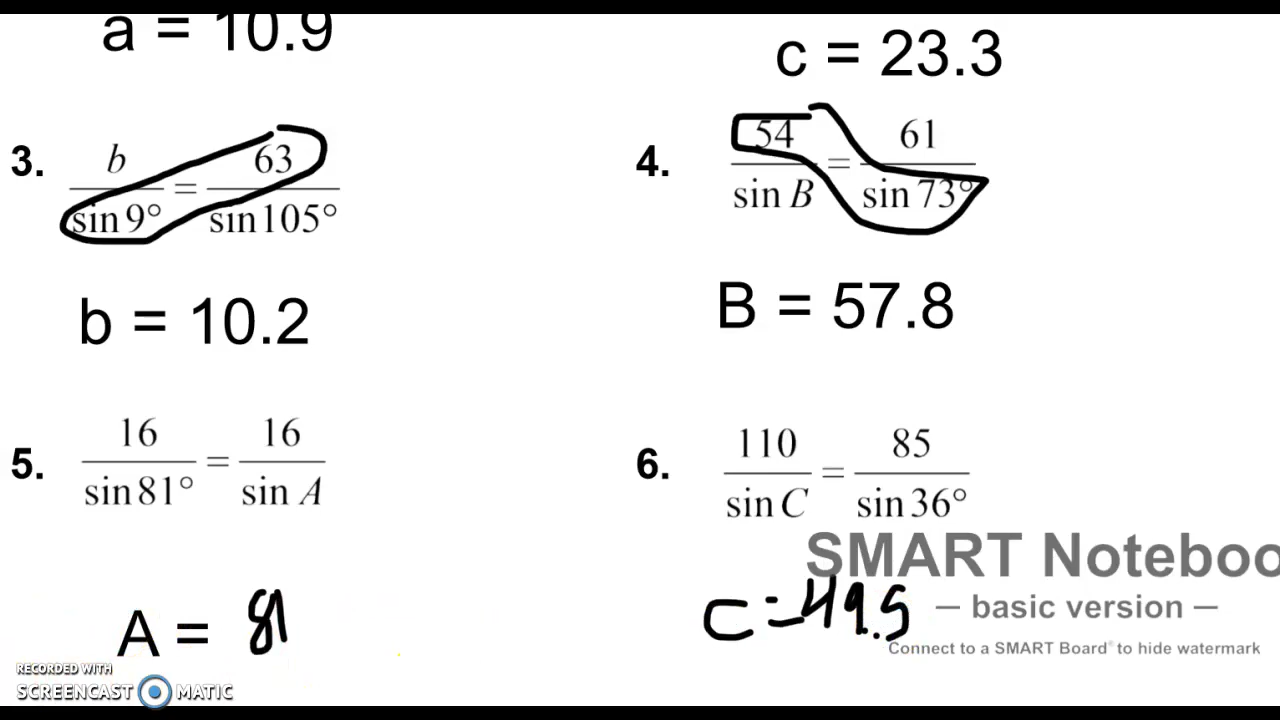 a = 10.9
c = 23.3
3. b / sin 9° = 63 / sin 105°
4. 54 / sin B = 61 / sin 73°
b = 10.2
B = 57.8
5. 16 / sin 81° = 16 / sin A
6. 110 / sin C = 85 / sin 36°
SMART Noteboo
A = 81
C = 49.5
— basic version —
Connect to a SMART Board® to hide watermark
RECORDED WITH
SCREENCAST MATIC